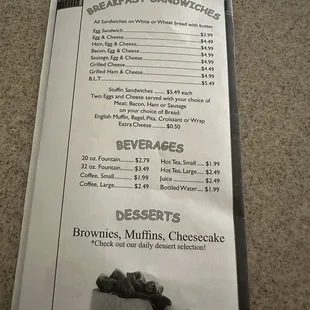 BREAKFAST SANDWICHES
All Sandwiches on White or Wheat bread with butter
Egg Sandwich $3.99
Egg & Cheese $4.49
Ham, Egg & Cheese $4.99
Bacon, Egg & Cheese $4.99
Sausage, Egg & Cheese $4.99
Grilled Cheese $4.49
Grilled Ham & Cheese $4.99
B.L.T. $5.49
Stuffin Sandwiches ........ $5.49 each
Two Eggs and Cheese served with your choice of
Meat: Bacon, Ham or Sausage
on your choice of Bread:
English Muffin, Bagel, Pita, Croissant or Wrap
Extra Cheese .......... $0.50
BEVERAGES
20 oz. Fountain........ $2.79
32 oz. Fountain........ $3.49
Coffee, Small........... $1.99
Coffee, Large........... $2.49
Hot Tea, Small .... $1.99
Hot Tea, Large..... $2.49
Juice .................. $2.49
Bottled Water ..... $1.99
DESSERTS
Brownies, Muffins, Cheesecake
*Check out our daily dessert selection!